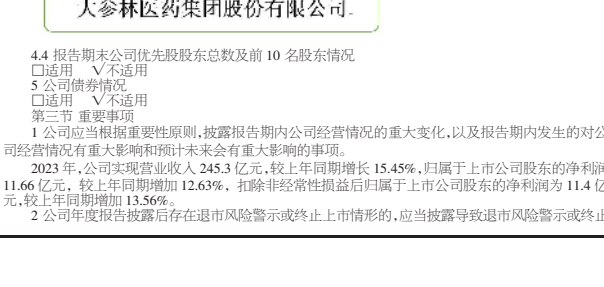 大参林医药集团股份有限公司
4.4 报告期末公司优先股股东总数及前 10 名股东情况
□适用 √不适用
5 公司债券情况
□适用 √不适用
第三节 重要事项
1 公司应当根据重要性原则,披露报告期内公司经营情况的重大变化,以及报告期内发生的对公
司经营情况有重大影响和预计未来会有重大影响的事项。
2023 年,公司实现营业收入 245.3 亿元,较上年同期增长 15.45%,归属于上市公司股东的净利润
11.66 亿元, 较上年同期增加 12.63%, 扣除非经常性损益后归属于上市公司股东的净利润为 11.4 亿
元,较上年同期增加 13.56%。
2 公司年度报告披露后存在退市风险警示或终止上市情形的,应当披露导致退市风险警示或终止